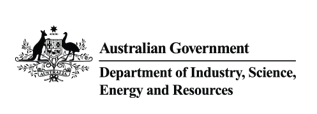 Australian Government
Department of Industry, Science,
Energy and Resources